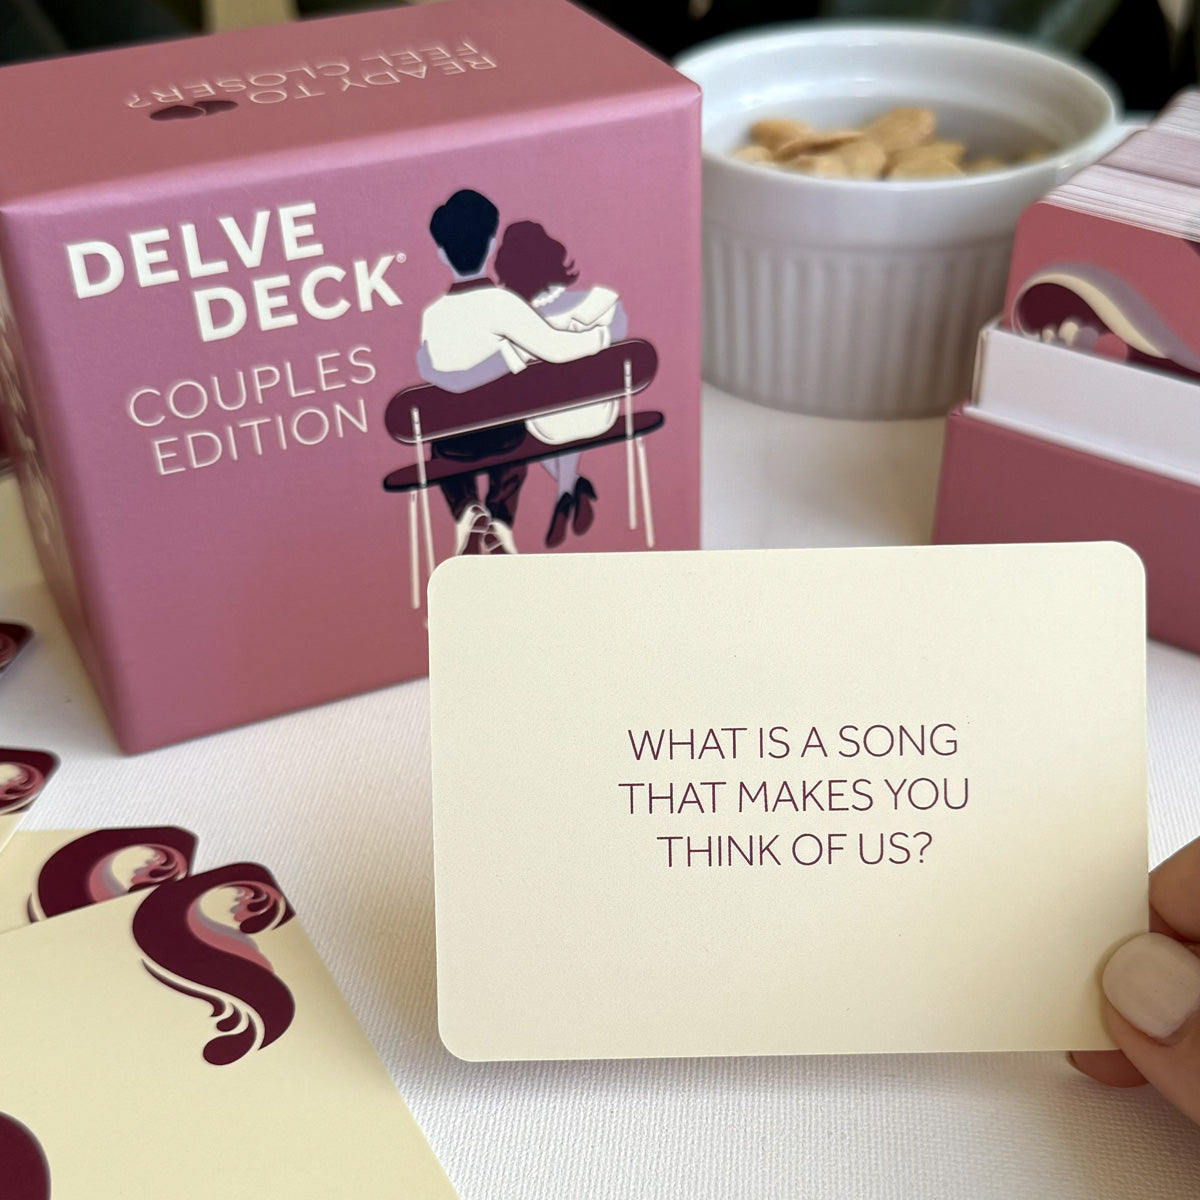 READY TO
FEEL CLOSER?
DELVE
DECK®
COUPLES
EDITION
WHAT IS A SONG
THAT MAKES YOU
THINK OF US?